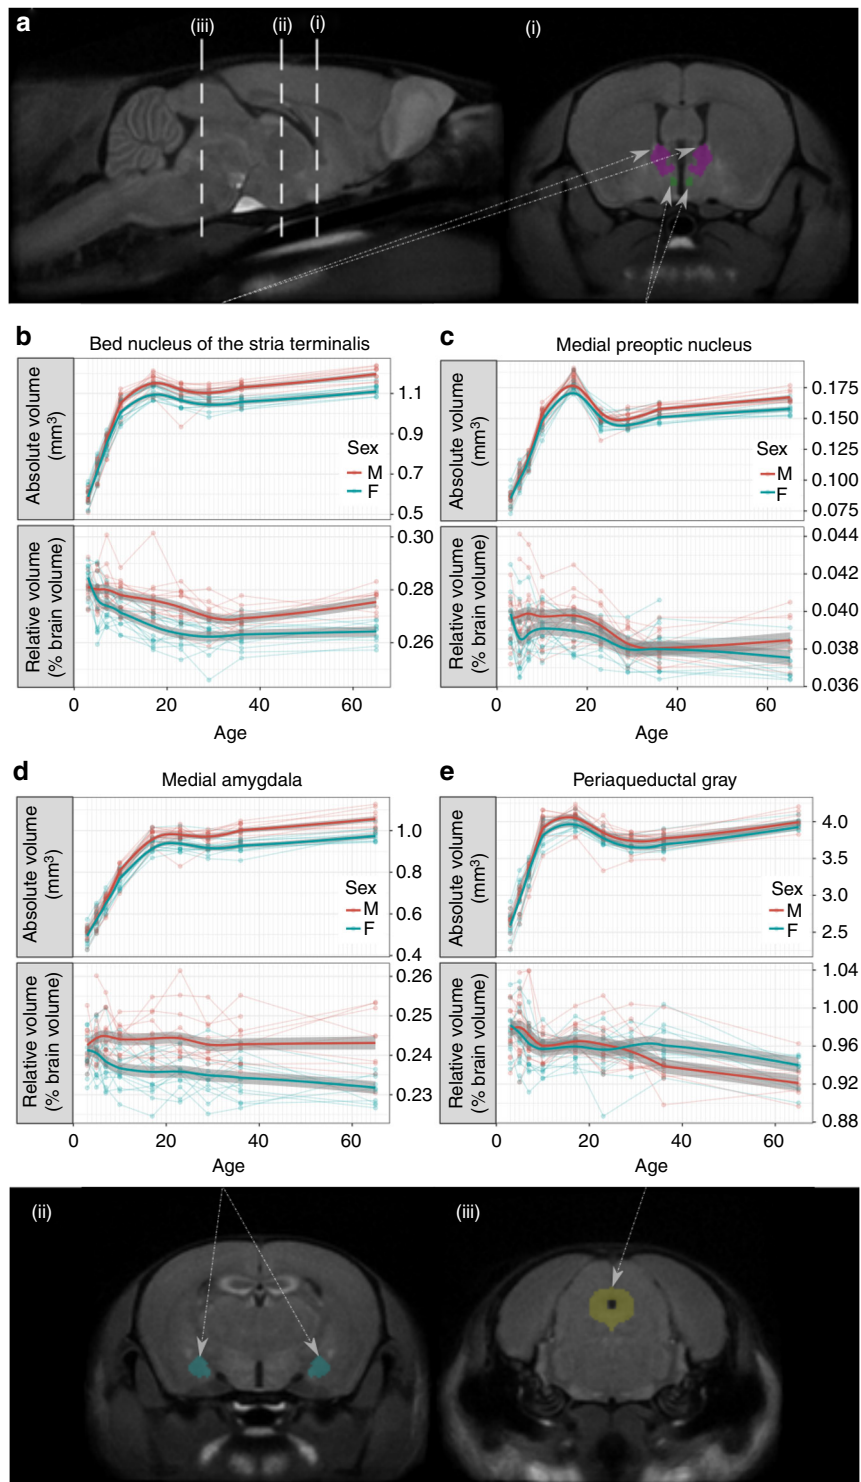 a
(iii)
(ii)
(i)
(i)
b
Bed nucleus of the stria terminalis
Absolute volume
(mm³)
1.1
0.9
0.7
0.5
Sex
M
F
Relative volume
(% brain volume)
0.30
0.28
0.26
0
20
40
60
Age
c
Medial preoptic nucleus
Absolute volume
(mm³)
0.175
0.150
0.125
0.100
0.075
Sex
M
F
Relative volume
(% brain volume)
0.044
0.042
0.040
0.038
0.036
0
20
40
60
Age
d
Medial amygdala
Absolute volume
(mm³)
1.0
0.8
0.6
0.4
Sex
M
F
Relative volume
(% brain volume)
0.26
0.25
0.24
0.23
0
20
40
60
Age
e
Periaqueductal gray
Absolute volume
(mm³)
4.0
3.5
3.0
2.5
Sex
M
F
Relative volume
(% brain volume)
1.04
1.00
0.96
0.92
0.88
0
20
40
60
Age
(ii)
(iii)